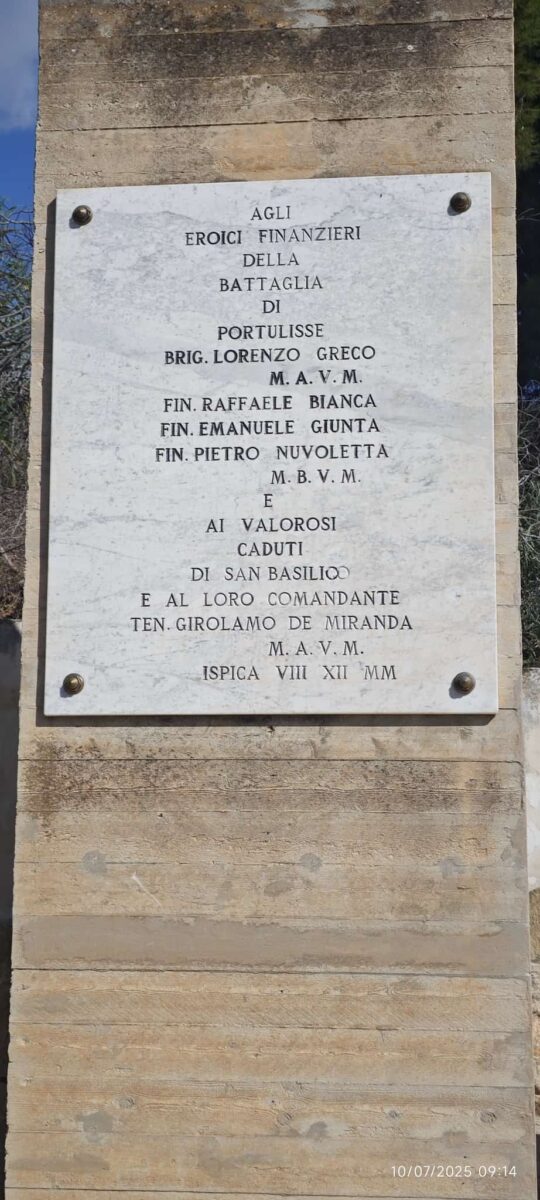 AGLI
EROICI FINANZIERI
DELLA
BATTAGLIA
DI
PORTULISSE
BRIG. LORENZO GRECO
M. A. V. M.
FIN. RAFFAELE BIANCA
FIN. EMANUELE GIUNTA
FIN. PIETRO NUVOLETTA
M. B. V. M.
E
AI VALOROSI
CADUTI
DI SAN BASILICO
E AL LORO COMANDANTE
TEN. GIROLAMO DE MIRANDA
M. A. V. M.
ISPICA VIII XII MM
10/07/2025 09:14